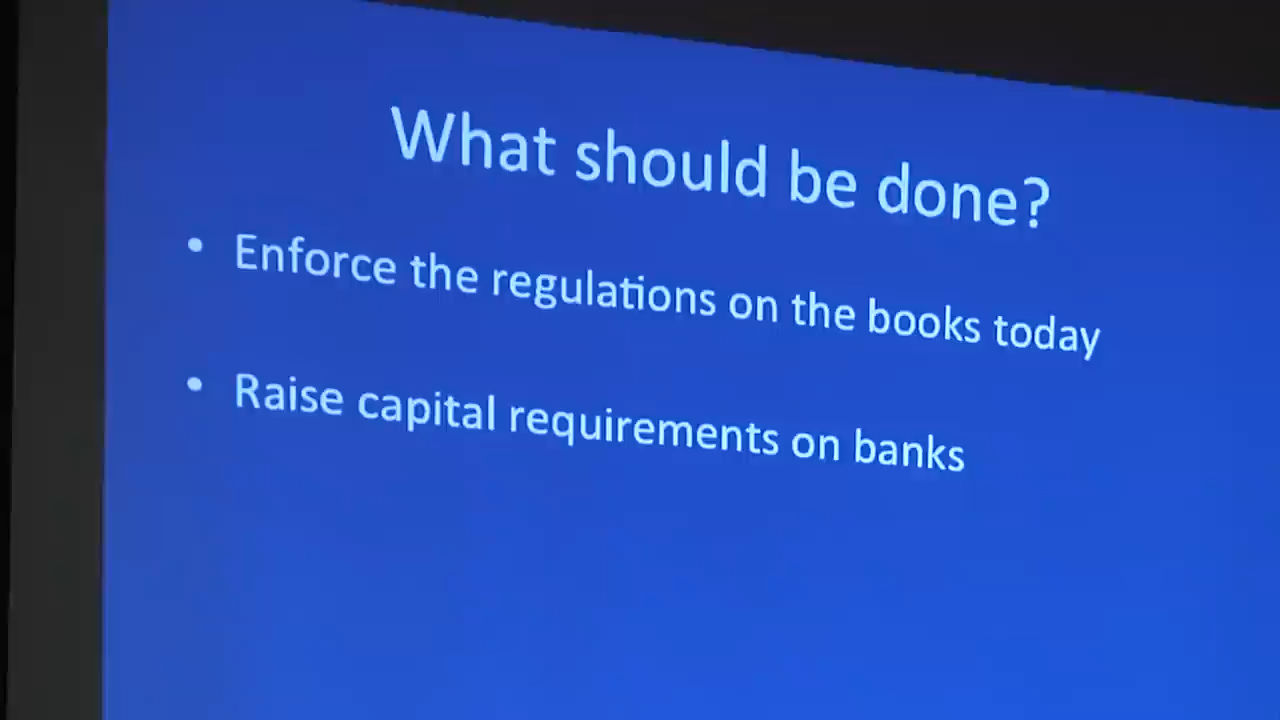 What should be done?
• Enforce the regulations on the books today
• Raise capital requirements on banks